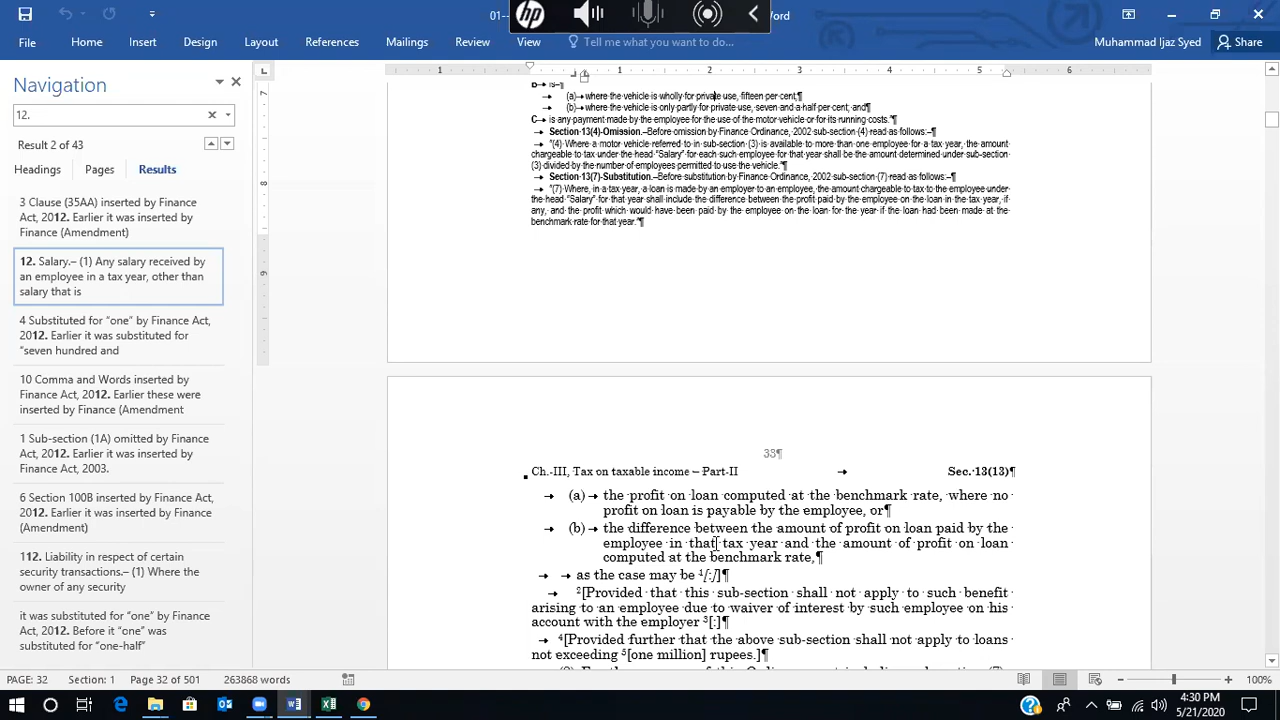 01--
Word
hp
File
Home
Insert
Design
Layout
References
Mailings
Review
View
Tell me what you want to do...
Muhammad Ijaz Syed
Share
Navigation
12.
Result 2 of 43
Headings
Pages
Results
3 Clause (35AA) inserted by Finance
Act, 2012. Earlier it was inserted by
Finance (Amendment)
12. Salary.– (1) Any salary received by
an employee in a tax year, other than
salary that is
4 Substituted for “one” by Finance Act,
2012. Earlier it was substituted for
“seven hundred and
10 Comma and Words inserted by
Finance Act, 2012. Earlier these were
inserted by Finance (Amendment
1 Sub-section (1A) omitted by Finance
Act, 2012. Earlier it was inserted by
Finance Act, 2003.
6 Section 100B inserted by Finance
Act, 2012. Earlier it was inserted by
Finance (Amendment)
112. Liability in respect of certain
security transactions.– (1) Where the
owner of any security
it was substituted for “one” by Finance
Act, 2012. Before it “one” was
substituted for “one-half”
1 1 2 3 4 5 6
7
8
9
B→ is–¶
→ (a)→where the vehicle is wholly for private use, fifteen per cent;¶
→ (b)→where the vehicle is only partly for private use, seven and a half per cent; and¶
C→ is any payment made by the employee for the use of the motor vehicle or for its running costs.”¶
→ Section 13(4)-Omission.–Before omission by Finance Ordinance, 2002 sub-section (4) read as follows:–¶
→ “(4) Where a motor vehicle referred to in sub-section (3) is available to more than one employee for a tax year, the amount
chargeable to tax under the head “Salary” for each such employee for that year shall be the amount determined under sub-section
(3) divided by the number of employees permitted to use the vehicle.”¶
→ Section 13(7)-Substitution.–Before substitution by Finance Ordinance, 2002 sub-section (7) read as follows:–¶
→ “(7) Where, in a tax year, a loan is made by an employer to an employee, the amount chargeable to tax to the employee under
the head “Salary” for that year shall include the difference between the profit paid by the employee on the loan in the tax year, if
any, and the profit which would have been paid by the employee on the loan for the year if the loan had been made at the
benchmark rate for that year.”¶
33¶
Ch.-III, Tax on taxable income – Part-II → Sec.·13(13)¶
→ (a)→ the profit on loan computed at the benchmark rate, where no
profit on loan is payable by the employee, or¶
→ (b)→ the difference between the amount of profit on loan paid by the
employee in that tax year and the amount of profit on loan
computed at the benchmark rate,¶
→ → as the case may be ¹[:]¶
→ ²[Provided that this sub-section shall not apply to such benefit
arising to an employee due to waiver of interest by such employee on his
account with the employer ³[:]¶
→ ⁴[Provided further that the above sub-section shall not apply to loans
not exceeding ⁵[one million] rupees.]¶
PAGE: 32
Section: 1
Page 32 of 501
263868 words
100%
4:30 PM
5/21/2020